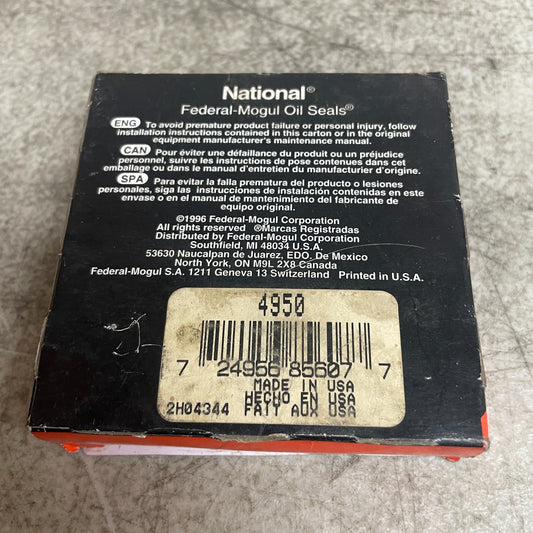 National®
Federal-Mogul Oil Seals®
ENG To avoid premature product failure or personal injury, follow
installation instructions contained in this carton or in the original
equipment manufacturer's maintenance manual.
CAN Pour éviter une défaillance du produit ou un préjudice
personnel, suivre les instructions de pose contenues dans cet
emballage ou dans le manuel d'entretien du manufacturier d'origine.
SPA Para evitar la falla prematura del producto o lesiones
personales, siga las instrucciones de instalación contenidas en este
envase o en el manual de mantenimiento del fabricante de
equipo original.
©1996 Federal-Mogul Corporation
All rights reserved ®Marcas Registradas
Distributed by Federal-Mogul Corporation
Southfield, MI 48034 U.S.A.
53630 Naucalpan de Juarez, EDO. De Mexico
North York, ON M9L 2X8 Canada
Federal-Mogul S.A. 1211 Geneva 13 Switzerland Printed in U.S.A.
4950
7 24956 85607 7
MADE IN USA
HECHO EN USA
2H04344 FAIT AUX USA